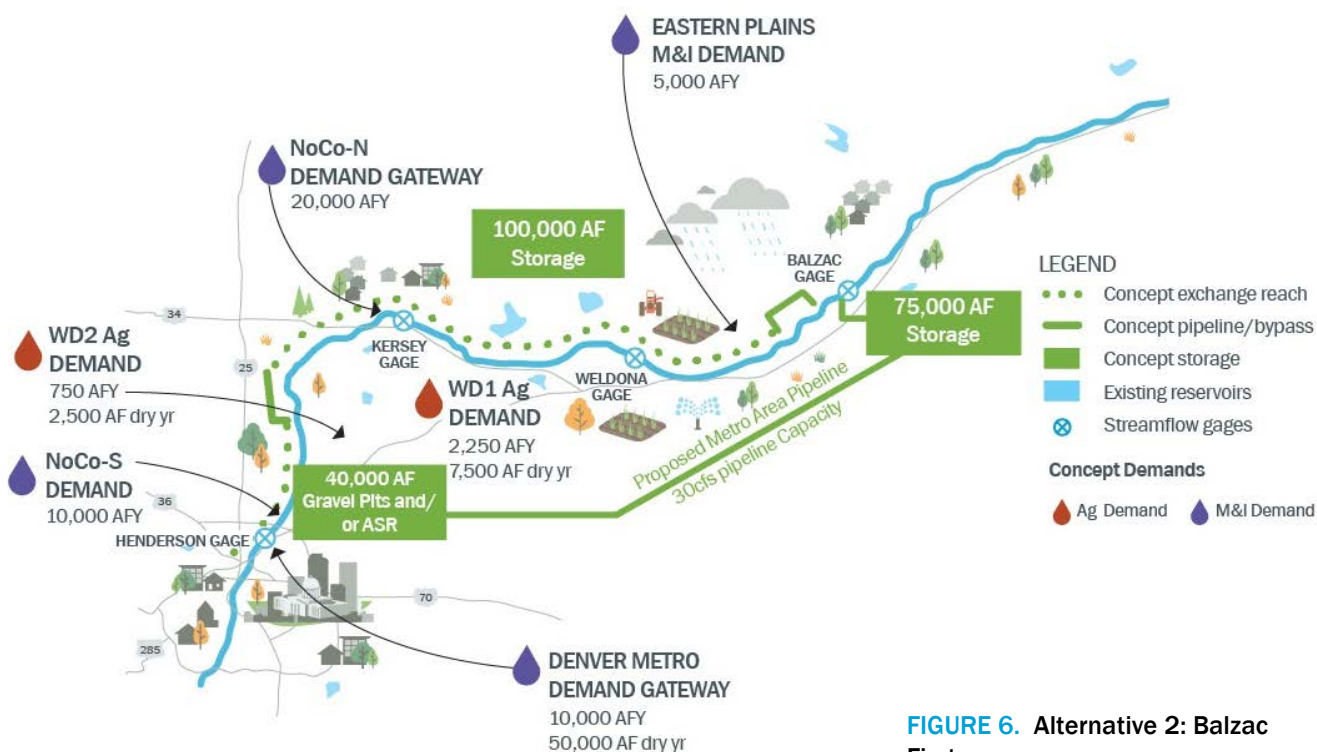 EASTERN PLAINS
M&I DEMAND
5,000 AFY
NoCo-N
DEMAND GATEWAY
20,000 AFY
100,000 AF
Storage
BALZAC
GAGE
75,000 AF
Storage
LEGEND
Concept exchange reach
Concept pipeline/bypass
Concept storage
Existing reservoirs
Streamflow gages
Concept Demands
Ag Demand
M&I Demand
34
KERSEY
GAGE
WELDONA
GAGE
WD2 Ag
DEMAND
750 AFY
2,500 AF dry yr
25
WD1 Ag
DEMAND
2,250 AFY
7,500 AF dry yr
Proposed Metro Area Pipeline
30cfs pipeline Capacity
NoCo-S
DEMAND
10,000 AFY
40,000 AF
Gravel Pits and/
or ASR
36
HENDERSON GAGE
70
285
DENVER METRO
DEMAND GATEWAY
10,000 AFY
50,000 AF dry yr
FIGURE 6. Alternative 2: Balzac